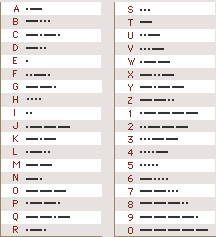 A ·–
B –···
C –·–·
D –··
E ·
F ··–·
G ––·
H ····
I ··
J ·–––
K –·–
L ·–··
M ––
N –·
O –––
P ·––·
Q ––·–
R ·–·
S ···
T –
U ··–
V ···–
W ·––
X –··–
Y –·––
Z ––··
1 ·––––
2 ··–––
3 ···––
4 ····–
5 ·····
6 –····
7 ––···
8 –––··
9 ––––·
0 –––––